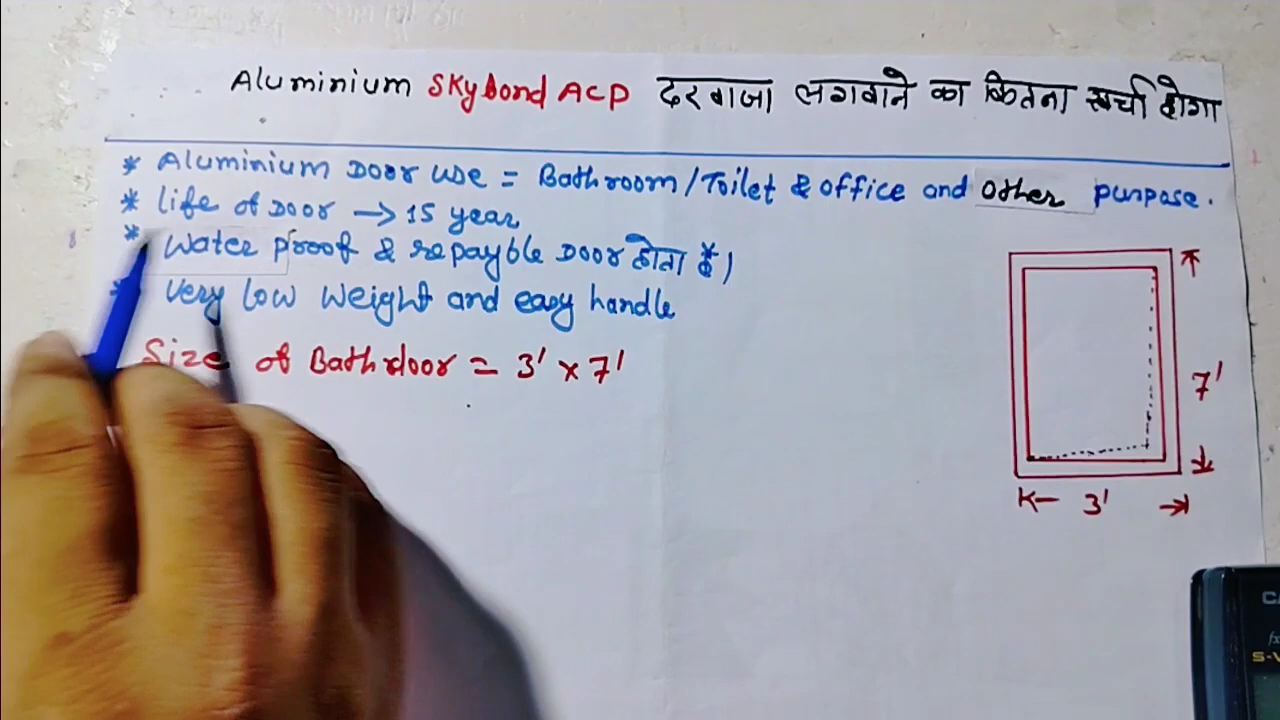 Aluminium SKybond ACP दरवाजा लगवाने का कितना खर्चा होगा
* Aluminium Door use = Bathroom/Toilet & office and Other purpase.
* life of Door → 15 year
* Water proof & repayble Door होता है।
* very low weight and easy handle
Size of Bath door = 3' x 7'
7'
3'
CA
fx
S-V